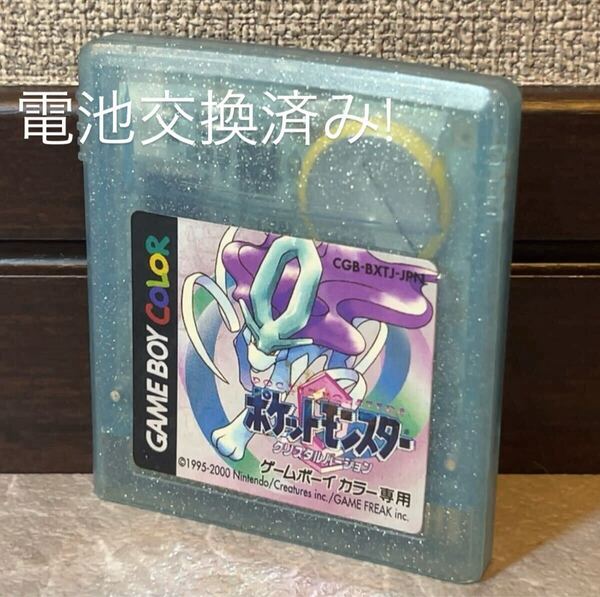 電池交換済み!
GAME BOY COLOR
CGB-BXTJ-JPN
ポケットモンスター
クリスタルバージョン
ゲームボーイ カラー専用
©1995-2000 Nintendo/Creatures inc./GAME FREAK inc.